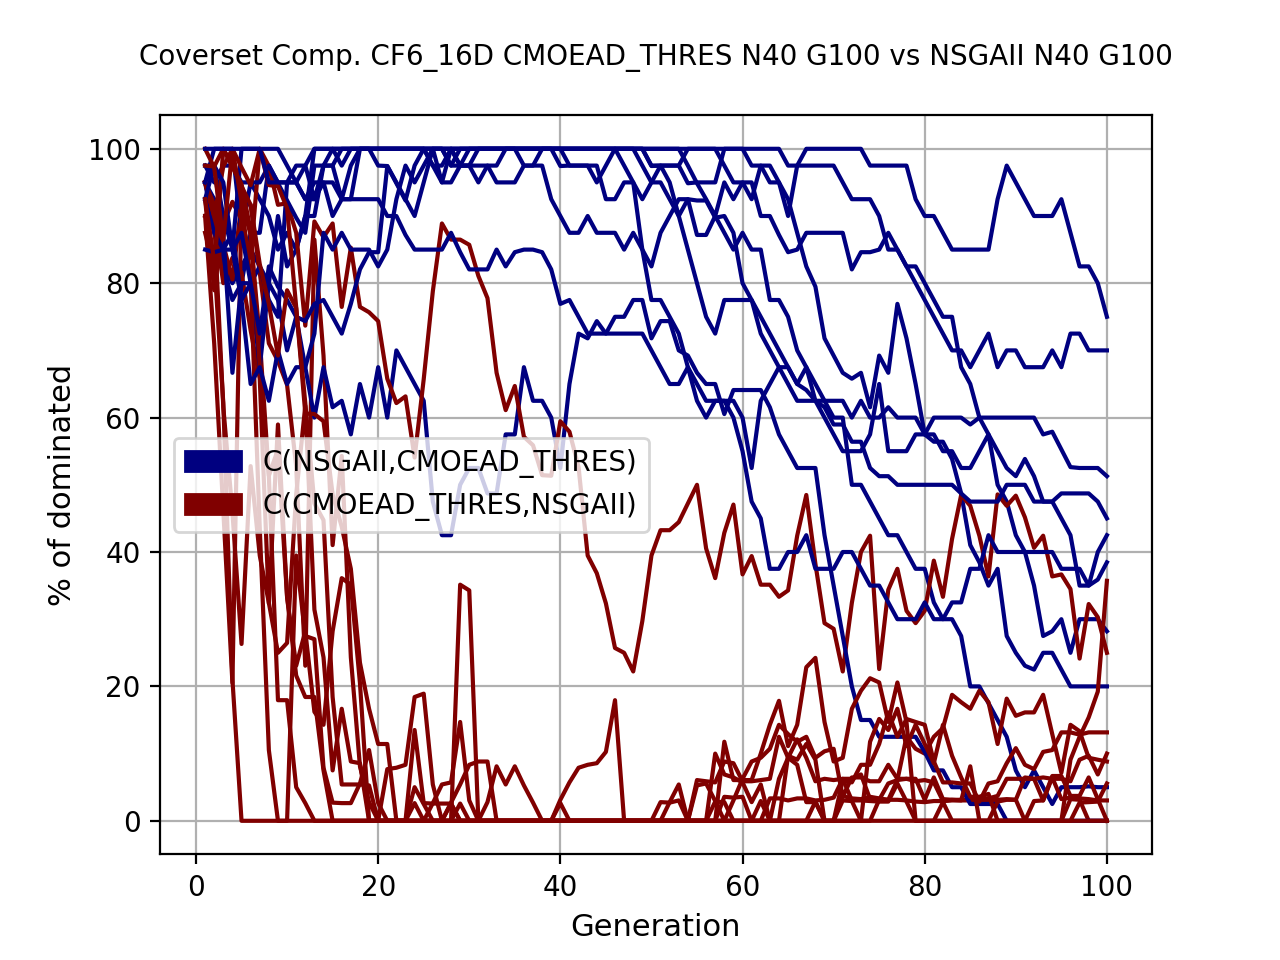 Coverset Comp. CF6_16D CMOEAD_THRES N40 G100 vs NSGAII N40 G100
100
80
60
40
20
0
% of dominated
C(NSGAII,CMOEAD_THRES)
C(CMOEAD_THRES,NSGAII)
0 20 40 60 80 100
Generation